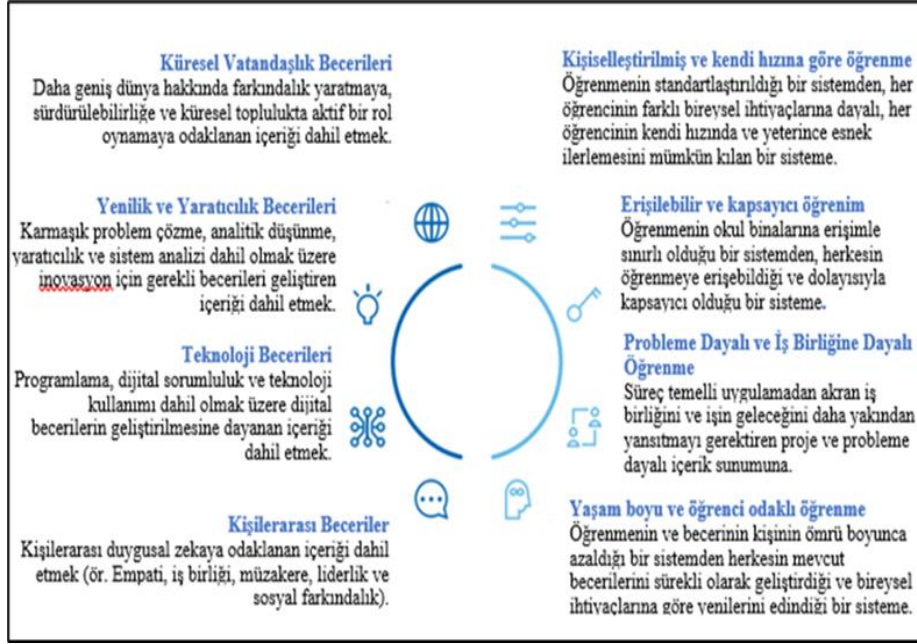 Küresel Vatandaşlık Becerileri
Daha geniş dünya hakkında farkındalık yaratmaya,
sürdürülebilirliğe ve küresel toplulukta aktif bir rol
oynamaya odaklanan içeriği dahil etmek.
Yenilik ve Yaratıcılık Becerileri
Karmaşık problem çözme, analitik düşünme,
yaratıcılık ve sistem analizi dahil olmak üzere
inovasyon için gerekli becerileri geliştiren
içeriği dahil etmek.
Teknoloji Becerileri
Programlama, dijital sorumluluk ve teknoloji
kullanımı dahil olmak üzere dijital
becerilerin geliştirilmesine dayanan içeriği
dahil etmek.
Kişilerarası Beceriler
Kişilerarası duygusal zekaya odaklanan içeriği dahil
etmek (ör. Empati, iş birliği, müzakere, liderlik ve
sosyal farkındalık).
Kişiselleştirilmiş ve kendi hızına göre öğrenme
Öğrenmenin standartlaştırıldığı bir sistemden, her
öğrencinin farklı bireysel ihtiyaçlarına dayalı, her
öğrencinin kendi hızında ve yeterince esnek
ilerlemesini mümkün kılan bir sisteme.
Erişilebilir ve kapsayıcı öğrenim
Öğrenmenin okul binalarına erişimle
sınırlı olduğu bir sistemden, herkesin
öğrenmeye erişebildiği ve dolayısıyla
kapsayıcı olduğu bir sisteme.
Probleme Dayalı ve İş Birliğine Dayalı
Öğrenme
Süreç temelli uygulamadan akran iş
birliğini ve işin geleceğini daha yakından
yansıtmayı gerektiren proje ve probleme
dayalı içerik sunumuna.
Yaşam boyu ve öğrenci odaklı öğrenme
Öğrenmenin ve becerinin kişinin ömrü boyunca
azaldığı bir sistemden herkesin mevcut
becerilerini sürekli olarak geliştirdiği ve bireysel
ihtiyaçlarına göre yenilerini edindiği bir sisteme.